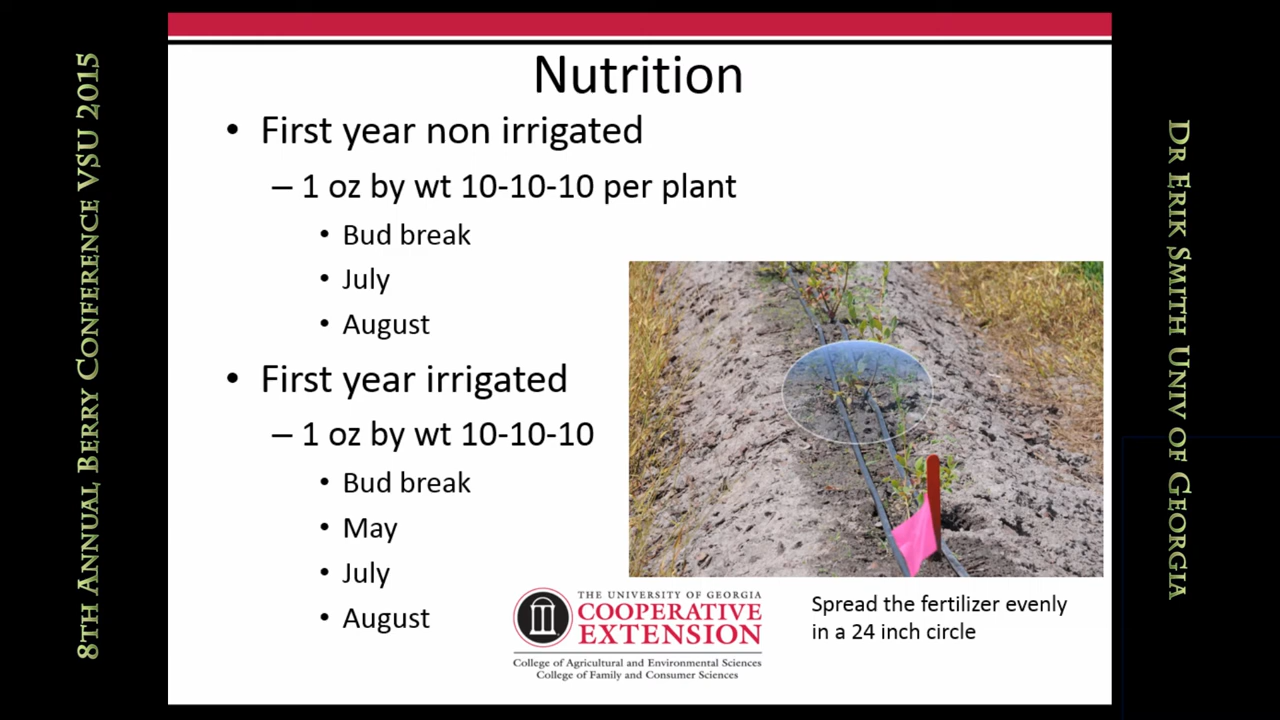 8TH ANNUAL BERRY CONFERENCE VSU 2015
Nutrition
• First year non irrigated
– 1 oz by wt 10-10-10 per plant
• Bud break
• July
• August
• First year irrigated
– 1 oz by wt 10-10-10
• Bud break
• May
• July
• August
THE UNIVERSITY OF GEORGIA
COOPERATIVE
EXTENSION
College of Agricultural and Environmental Sciences
College of Family and Consumer Sciences
Spread the fertilizer evenly
in a 24 inch circle
DR ERIK SMITH UNIV OF GEORGIA